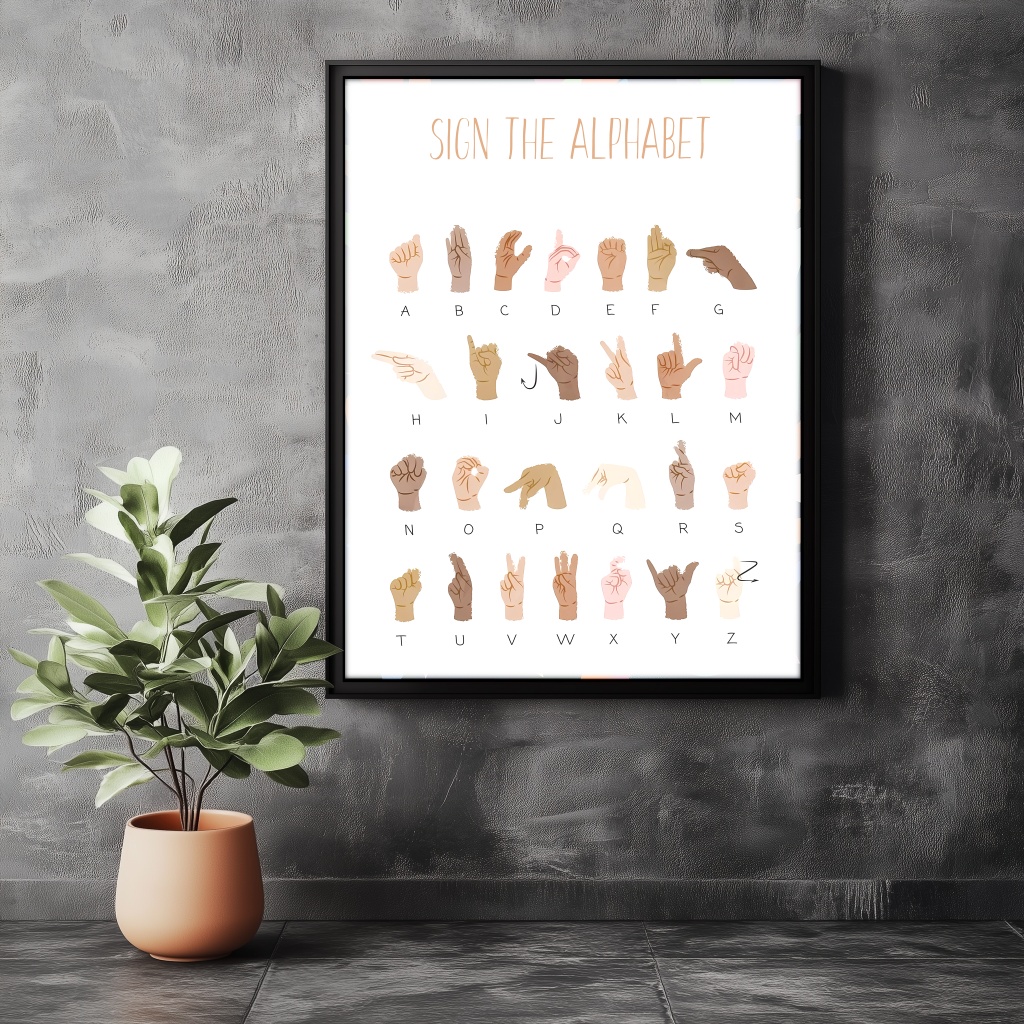 SIGN THE ALPHABET
A B C D E F G
H I J K L M
N O P Q R S
T U V W X Y Z